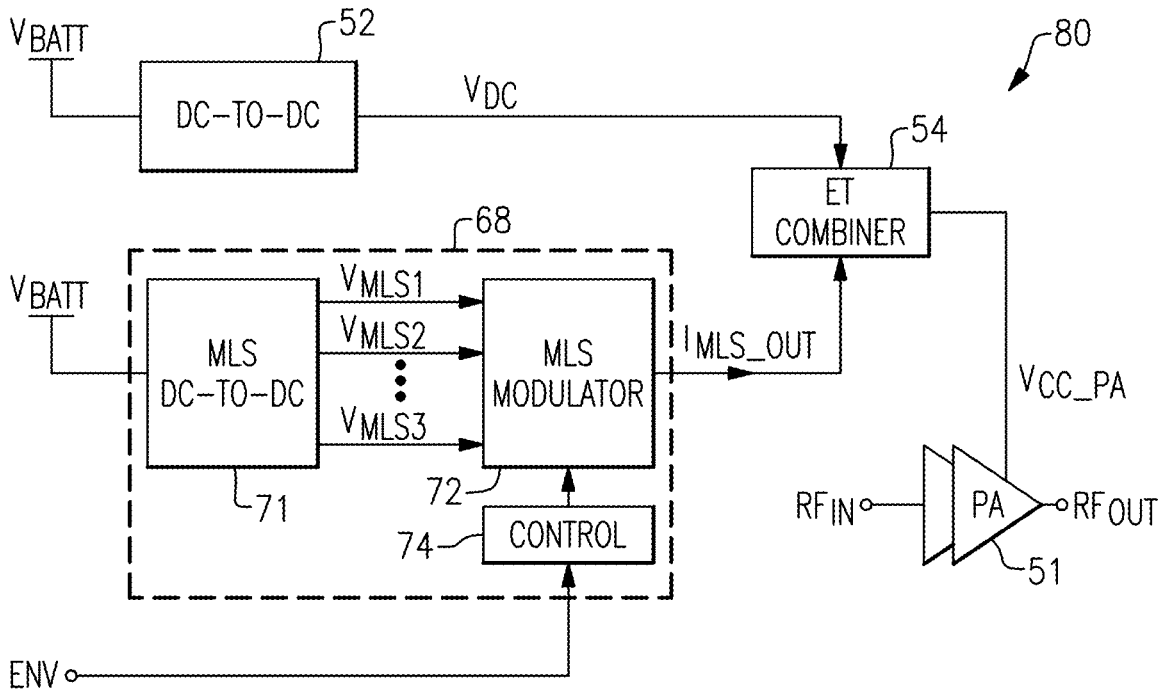 VBATT
52
DC-TO-DC
VDC
80
54
ET
COMBINER
68
VBATT
MLS
DC-TO-DC
71
VMLS1
VMLS2
VMLS3
MLS
MODULATOR
72
IMLS_OUT
VCC_PA
74
CONTROL
RFIN
PA
RFOUT
51
ENV